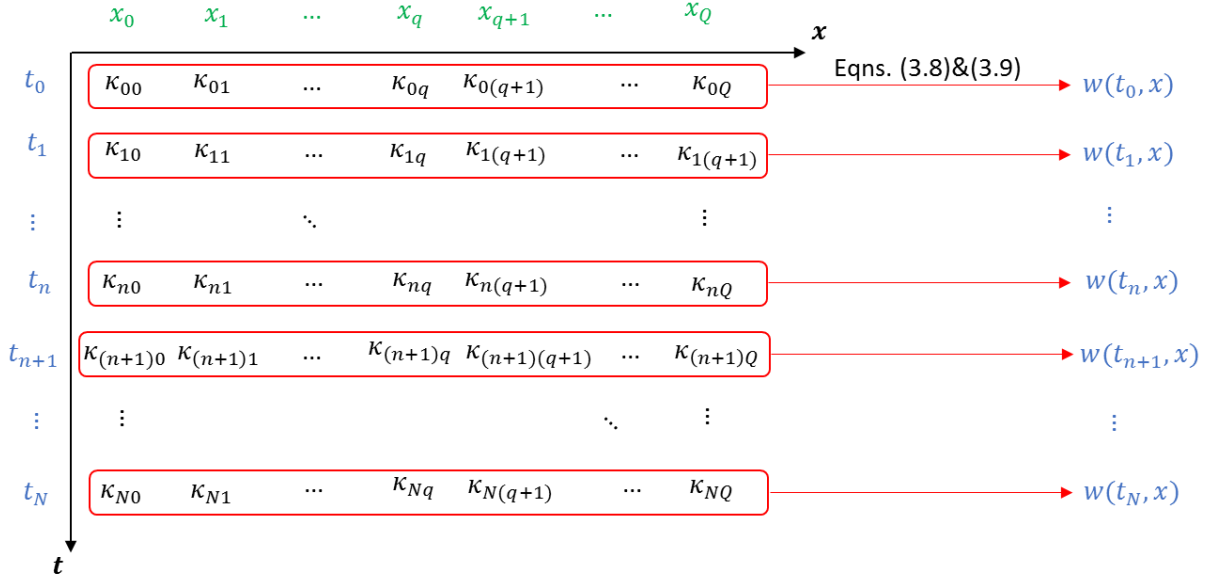 x₀ x₁ ... x_q x_{q+1} ... x_Q
x
t₀ κ₀₀ κ₀₁ ... κ_{0q} κ_{0(q+1)} ... κ_{0Q} Eqns. (3.8)&(3.9) w(t₀, x)
t₁ κ₁₀ κ₁₁ ... κ_{1q} κ_{1(q+1)} ... κ_{1(q+1)} w(t₁, x)
⋮ ⋮ ⋱ ⋮ ⋮
t_n κ_{n0} κ_{n1} ... κ_{nq} κ_{n(q+1)} ... κ_{nQ} w(t_n, x)
t_{n+1} κ_{(n+1)0} κ_{(n+1)1} ... κ_{(n+1)q} κ_{(n+1)(q+1)} ... κ_{(n+1)Q} w(t_{n+1}, x)
⋮ ⋮ ⋱ ⋮ ⋮
t_N κ_{N0} κ_{N1} ... κ_{Nq} κ_{N(q+1)} ... κ_{NQ} w(t_N, x)
t